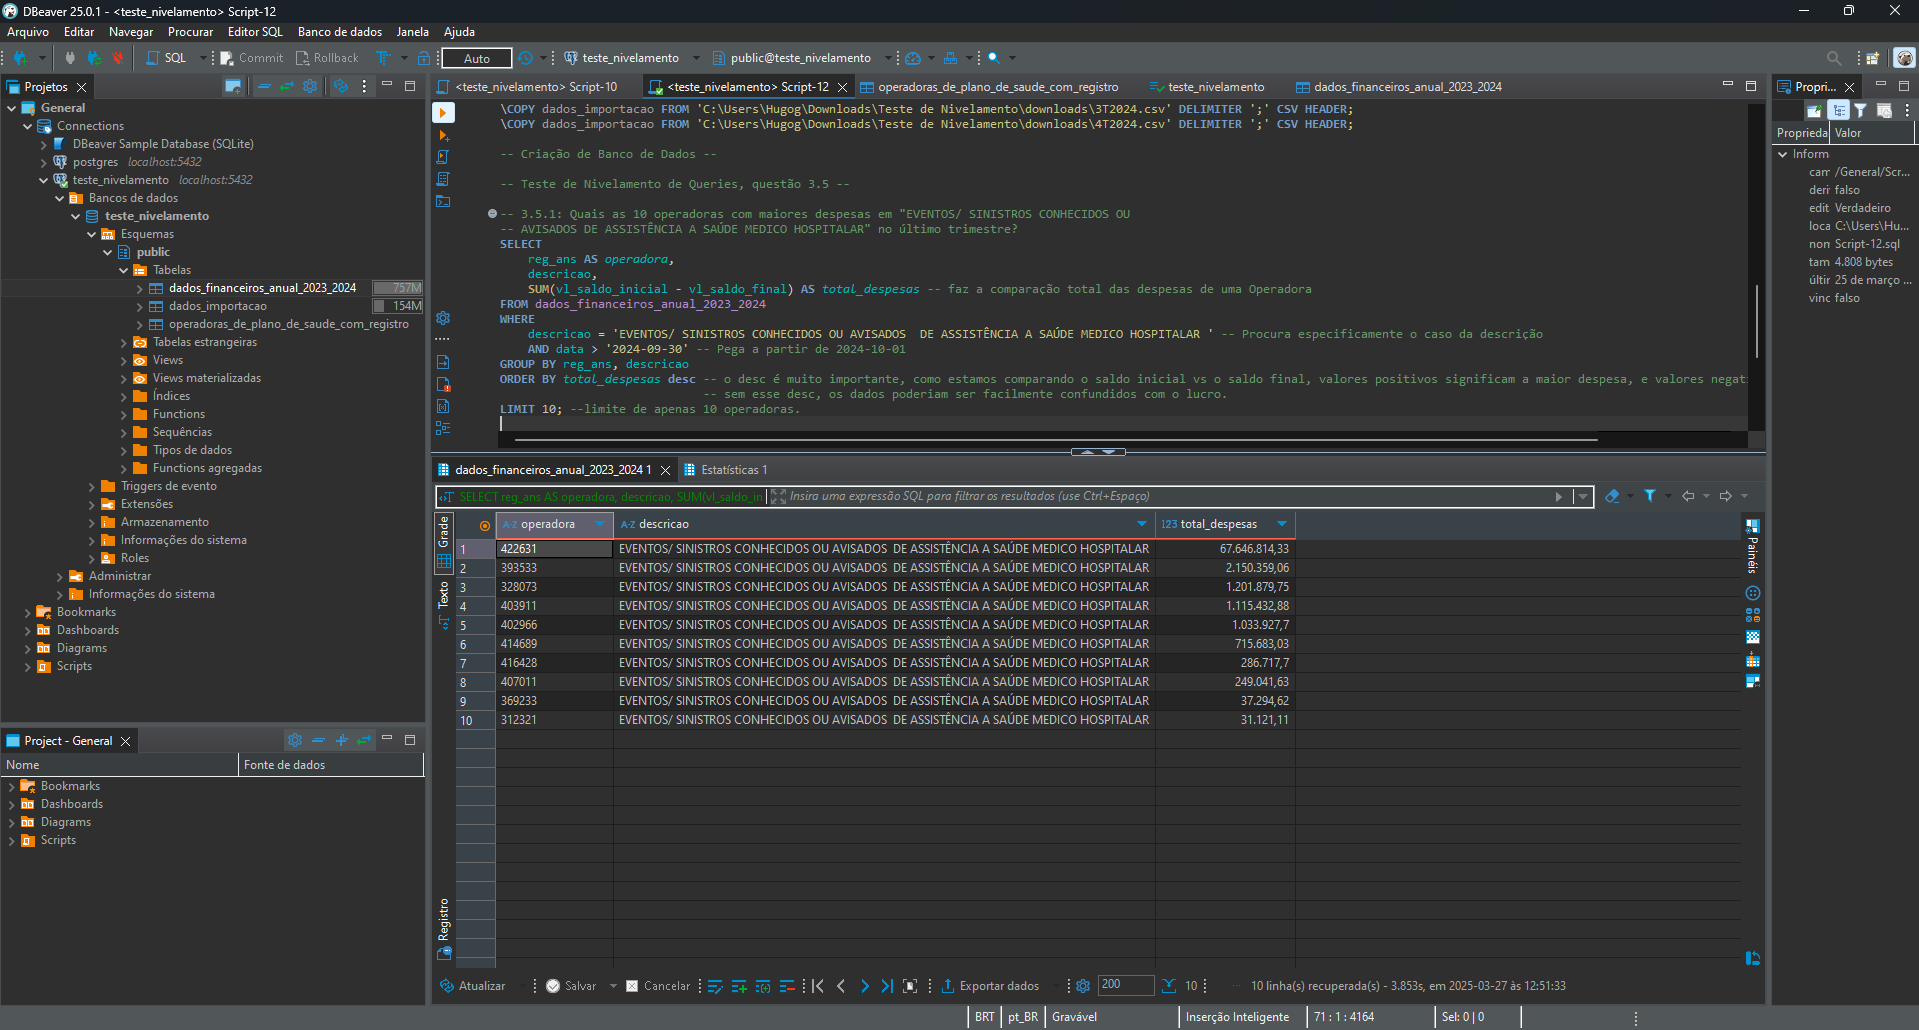 DBeaver 25.0.1 - <teste_nivelamento> Script-12
Arquivo Editar Navegar Procurar Editor SQL Banco de dados Janela Ajuda
SQL Commit Rollback Auto teste_nivelamento public@teste_nivelamento
Projetos
General
Connections
DBeaver Sample Database (SQLite)
postgres localhost:5432
teste_nivelamento localhost:5432
Bancos de dados
teste_nivelamento
Esquemas
public
Tabelas
dados_financeiros_anual_2023_2024 757M
dados_importacao 154M
operadoras_de_plano_de_saude_com_registro
Tabelas estrangeiras
Views
Views materializadas
Índices
Functions
Sequências
Tipos de dados
Functions agregadas
Triggers de evento
Extensões
Armazenamento
Informações do sistema
Roles
Administrar
Informações do sistema
Bookmarks
Dashboards
Diagrams
Scripts
Project - General
Nome Fonte de dados
Bookmarks
Dashboards
Diagrams
Scripts
<teste_nivelamento> Script-10 <teste_nivelamento> Script-12 operadoras_de_plano_de_saude_com_registro teste_nivelamento dados_financeiros_anual_2023_2024
\COPY dados_importacao FROM 'C:\Users\Hugog\Downloads\Teste de Nivelamento\downloads\3T2024.csv' DELIMITER ';' CSV HEADER;
\COPY dados_importacao FROM 'C:\Users\Hugog\Downloads\Teste de Nivelamento\downloads\4T2024.csv' DELIMITER ';' CSV HEADER;
-- Criação de Banco de Dados --
-- Teste de Nivelamento de Queries, questão 3.5 --
-- 3.5.1: Quais as 10 operadoras com maiores despesas em "EVENTOS/ SINISTROS CONHECIDOS OU
-- AVISADOS DE ASSISTÊNCIA A SAÚDE MEDICO HOSPITALAR" no último trimestre?
SELECT
reg_ans AS operadora,
descricao,
SUM(vl_saldo_inicial - vl_saldo_final) AS total_despesas -- faz a comparação total das despesas de uma Operadora
FROM dados_financeiros_anual_2023_2024
WHERE
descricao = 'EVENTOS/ SINISTROS CONHECIDOS OU AVISADOS  DE ASSISTÊNCIA A SAÚDE MEDICO HOSPITALAR ' -- Procura especificamente o caso da descrição
AND data > '2024-09-30' -- Pega a partir de 2024-10-01
GROUP BY reg_ans, descricao
ORDER BY total_despesas desc -- o desc é muito importante, como estamos comparando o saldo inicial vs o saldo final, valores positivos significam a maior despesa, e valores negati
-- sem esse desc, os dados poderiam ser facilmente confundidos com o lucro.
LIMIT 10; --limite de apenas 10 operadoras.
dados_financeiros_anual_2023_2024 1 Estatísticas 1
SELECT reg_ans AS operadora, descricao, SUM(vl_saldo_in Insira uma expressão SQL para filtrar os resultados (use Ctrl+Espaço)
Grade
Texto
Registro
A-Z operadora A-Z descricao 123 total_despesas
1 422631 EVENTOS/ SINISTROS CONHECIDOS OU AVISADOS  DE ASSISTÊNCIA A SAÚDE MEDICO HOSPITALAR 67.646.814,33
2 393533 EVENTOS/ SINISTROS CONHECIDOS OU AVISADOS  DE ASSISTÊNCIA A SAÚDE MEDICO HOSPITALAR 2.150.359,06
3 328073 EVENTOS/ SINISTROS CONHECIDOS OU AVISADOS  DE ASSISTÊNCIA A SAÚDE MEDICO HOSPITALAR 1.201.879,75
4 403911 EVENTOS/ SINISTROS CONHECIDOS OU AVISADOS  DE ASSISTÊNCIA A SAÚDE MEDICO HOSPITALAR 1.115.432,88
5 402966 EVENTOS/ SINISTROS CONHECIDOS OU AVISADOS  DE ASSISTÊNCIA A SAÚDE MEDICO HOSPITALAR 1.033.927,7
6 414689 EVENTOS/ SINISTROS CONHECIDOS OU AVISADOS  DE ASSISTÊNCIA A SAÚDE MEDICO HOSPITALAR 715.683,03
7 416428 EVENTOS/ SINISTROS CONHECIDOS OU AVISADOS  DE ASSISTÊNCIA A SAÚDE MEDICO HOSPITALAR 286.717,7
8 407011 EVENTOS/ SINISTROS CONHECIDOS OU AVISADOS  DE ASSISTÊNCIA A SAÚDE MEDICO HOSPITALAR 249.041,63
9 369233 EVENTOS/ SINISTROS CONHECIDOS OU AVISADOS  DE ASSISTÊNCIA A SAÚDE MEDICO HOSPITALAR 37.294,62
10 312321 EVENTOS/ SINISTROS CONHECIDOS OU AVISADOS  DE ASSISTÊNCIA A SAÚDE MEDICO HOSPITALAR 31.121,11
Painéis
Atualizar Salvar Cancelar Exportar dados 200 10 10 linha(s) recuperada(s) - 3.853s, em 2025-03-27 às 12:51:33
Propri...
Proprieda Valor
Inform
cam /General/Scr...
deri falso
edit Verdadeiro
loca C:\Users\Hu...
non Script-12.sql
tam 4.808 bytes
últir 25 de março ...
vinc falso
BRT pt_BR Gravável Inserção Inteligente 71 : 1 : 4164 Sel: 0 | 0